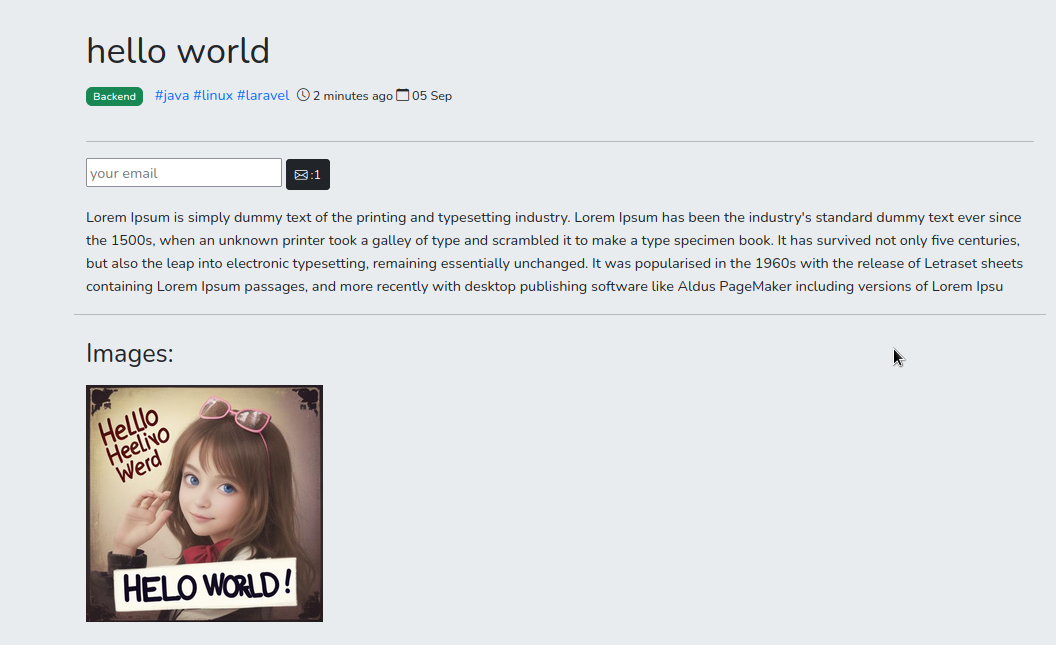 hello world
Backend #java #linux #laravel 2 minutes ago 05 Sep
your email :1
Lorem Ipsum is simply dummy text of the printing and typesetting industry. Lorem Ipsum has been the industry's standard dummy text ever since
the 1500s, when an unknown printer took a galley of type and scrambled it to make a type specimen book. It has survived not only five centuries,
but also the leap into electronic typesetting, remaining essentially unchanged. It was popularised in the 1960s with the release of Letraset sheets
containing Lorem Ipsum passages, and more recently with desktop publishing software like Aldus PageMaker including versions of Lorem Ipsu
Images:
Helllo
Heelivo
Werd
HELO WORLD!